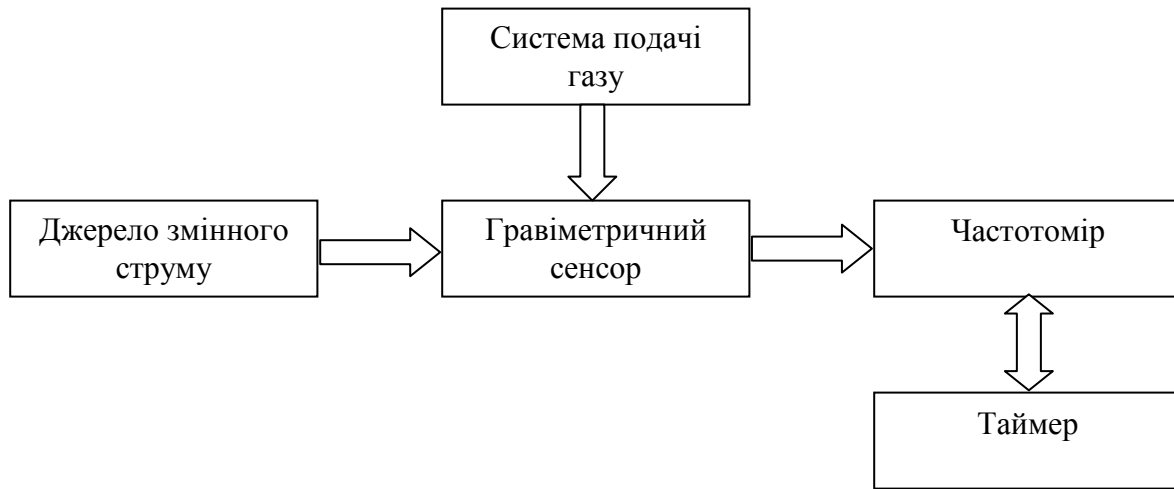 Система подачі
газу
Джерело змінного
струму
Гравіметричний
сенсор
Частотомір
Таймер